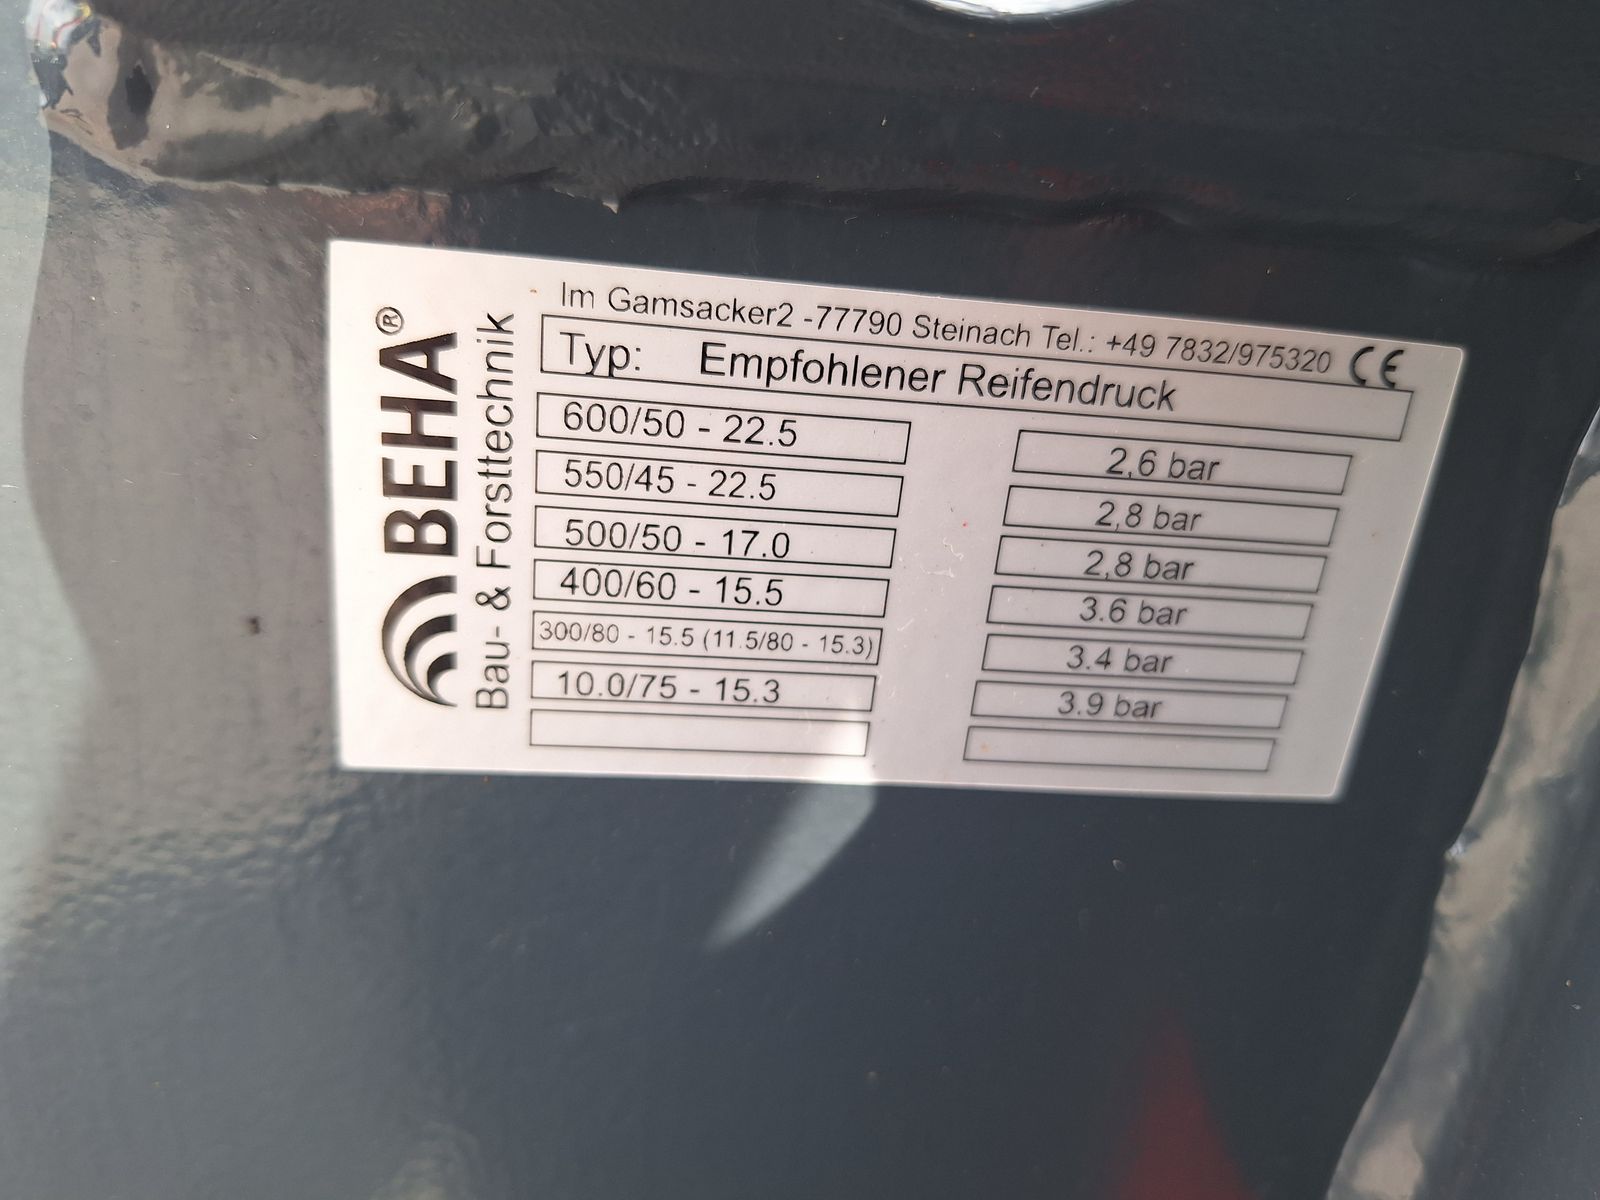 BEHA®
Bau- & Forsttechnik
Im Gamsacker2 -77790 Steinach Tel.: +49 7832/975320 CE
Typ: Empfohlener Reifendruck
600/50 - 22.5 2,6 bar
550/45 - 22.5 2,8 bar
500/50 - 17.0 2,8 bar
400/60 - 15.5 3.6 bar
300/80 - 15.5 (11.5/80 - 15.3) 3.4 bar
10.0/75 - 15.3 3.9 bar